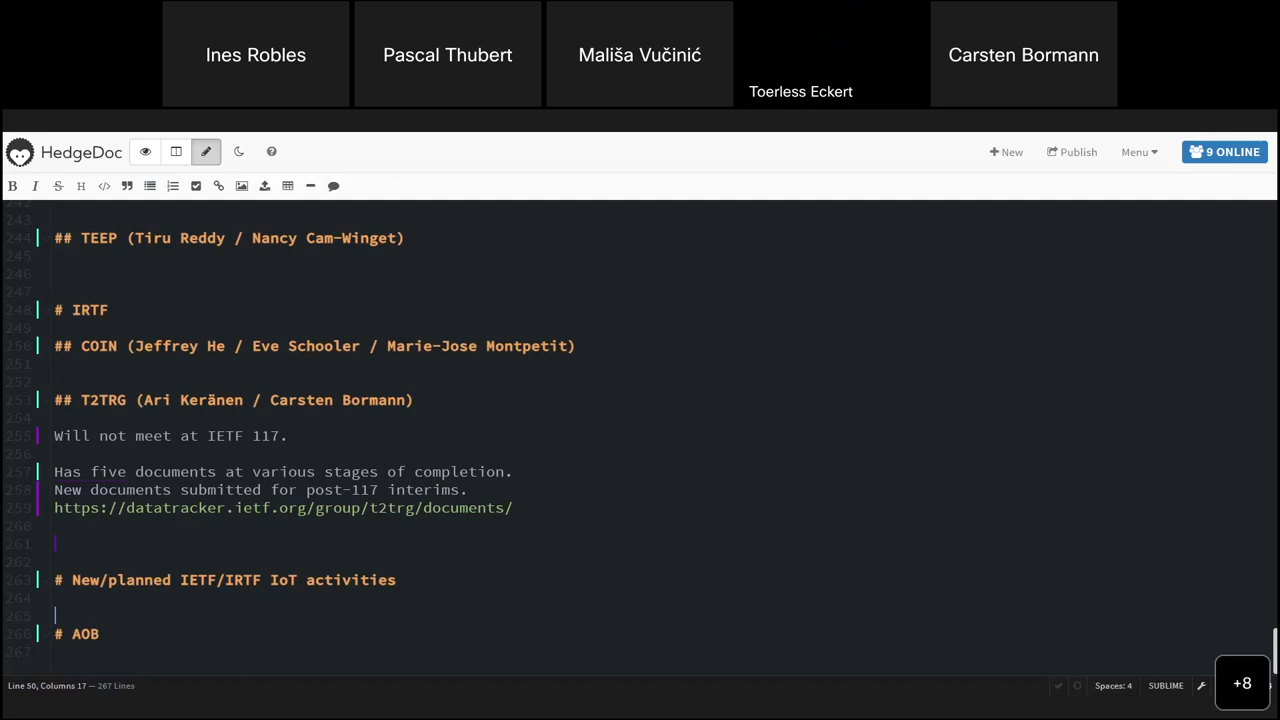 Ines Robles
Pascal Thubert
Mališa Vučinić
Toerless Eckert
Carsten Bormann
HedgeDoc
New
Publish
Menu
9 ONLINE
B I S H
242
243
244 ## TEEP (Tiru Reddy / Nancy Cam-Winget)
245
246
247
248 # IRTF
249
250 ## COIN (Jeffrey He / Eve Schooler / Marie-Jose Montpetit)
251
252
253 ## T2TRG (Ari Keränen / Carsten Bormann)
254
255 Will not meet at IETF 117.
256
257 Has five documents at various stages of completion.
258 New documents submitted for post-117 interims.
259 https://datatracker.ietf.org/group/t2trg/documents/
260
261
262
263 # New/planned IETF/IRTF IoT activities
264
265
266 # AOB
267
Line 50, Columns 17 — 267 Lines
Spaces: 4
SUBLIME
+8